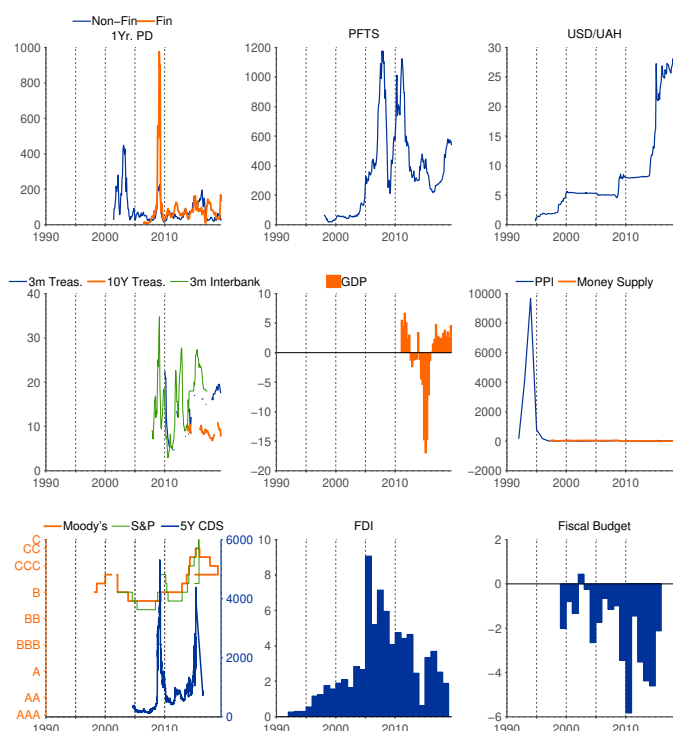 Non−Fin Fin
1Yr. PD
1000
800
600
400
200
0
1990 2000 2010
PFTS
1200
1000
800
600
400
200
0
1990 2000 2010
USD/UAH
30
25
20
15
10
5
0
1990 2000 2010
3m Treas. 10Y Treas. 3m Interbank
40
30
20
10
0
1990 2000 2010
GDP
10
5
0
−5
−10
−15
−20
1990 2000 2010
PPI Money Supply
10000
8000
6000
4000
2000
0
−2000
1990 2000 2010
Moody's S&P 5Y CDS
C
CC
CCC
B
BB
BBB
A
AA
AAA
6000
4000
2000
0
1990 2000 2010
FDI
10
8
6
4
2
0
1990 2000 2010
Fiscal Budget
2
0
−2
−4
−6
1990 2000 2010